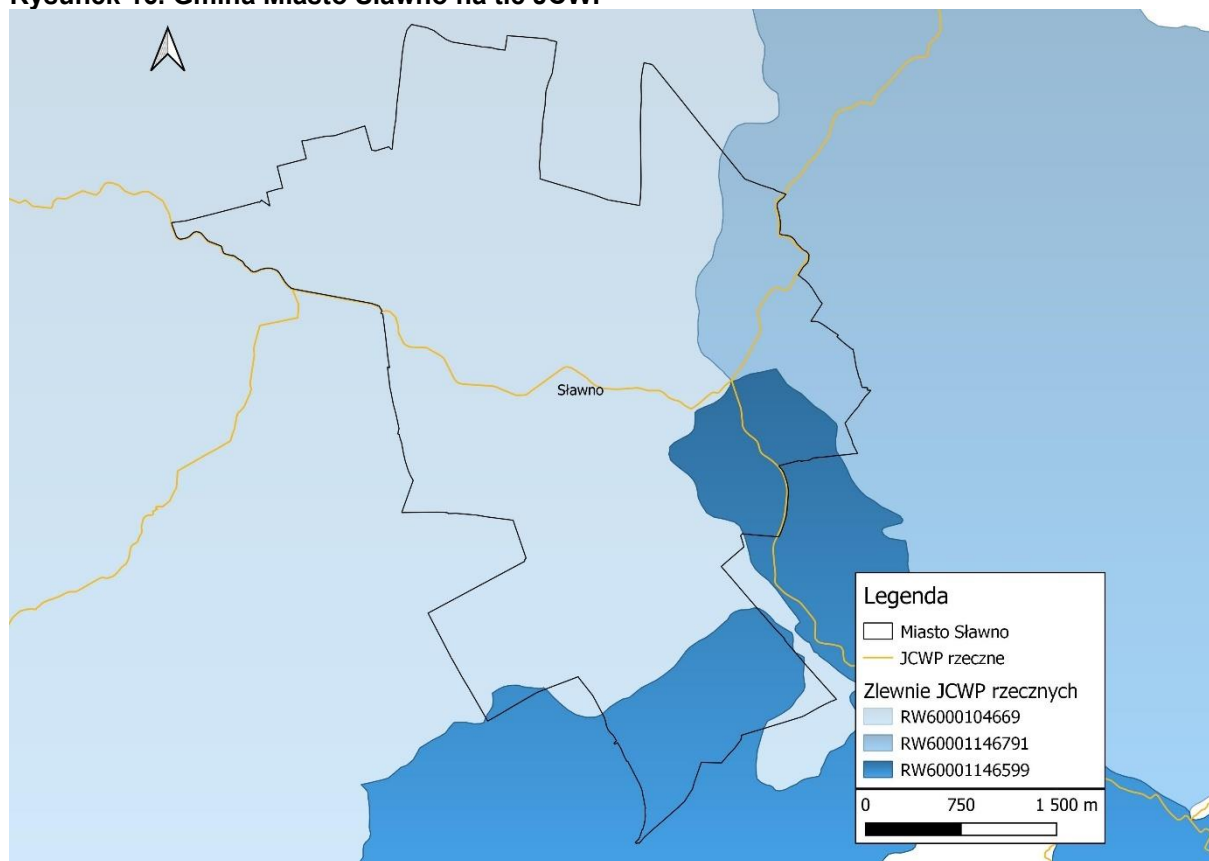 Rysunek 16. Gmina Miasto Sławno na tle JCWP
Sławno
Legenda
Miasto Sławno
JCWP rzeczne
Zlewnie JCWP rzecznych
RW6000104669
RW60001146791
RW60001146599
0 750 1 500 m